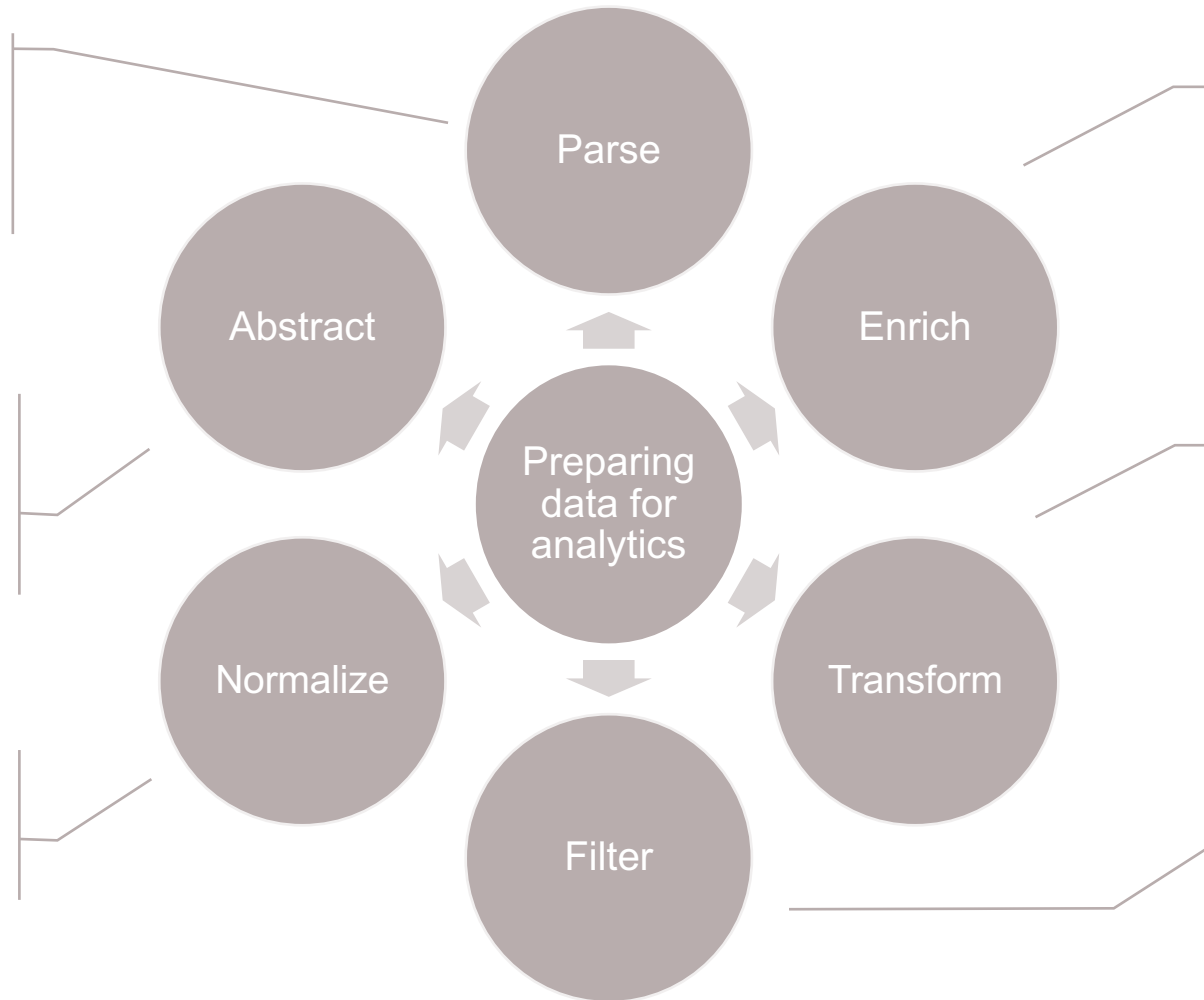 Parse
Abstract
Enrich
Preparing
data for
analytics
Normalize
Transform
Filter